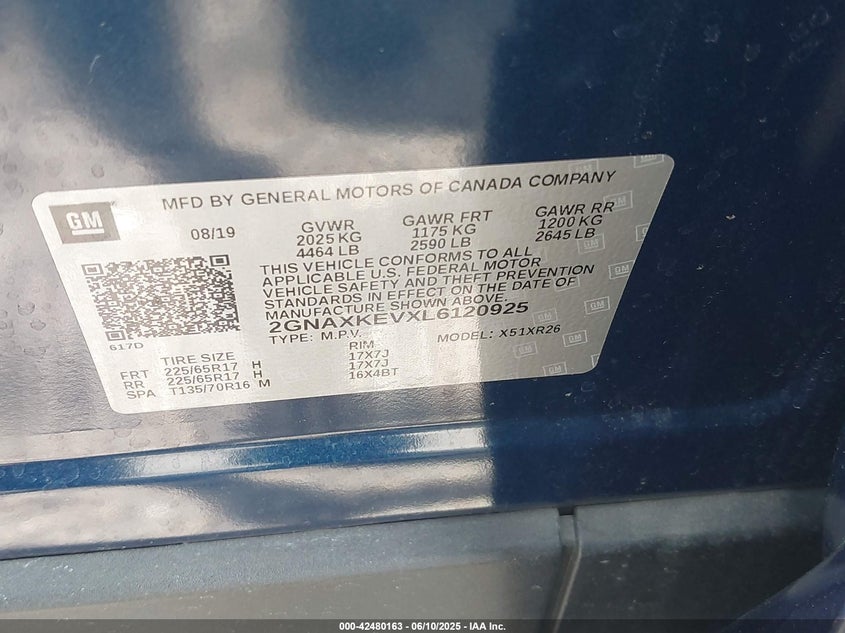 GM
MFD BY GENERAL MOTORS OF CANADA COMPANY
08/19 GVWR GAWR FRT GAWR RR
2025 KG 1175 KG 1200 KG
4464 LB 2590 LB 2645 LB
THIS VEHICLE CONFORMS TO ALL
APPLICABLE U.S. FEDERAL MOTOR
VEHICLE SAFETY AND THEFT PREVENTION
STANDARDS IN EFFECT ON THE DATE OF
MANUFACTURE SHOWN ABOVE.
2GNAXKEVXL6120925
TYPE: M.P.V. MODEL: X51XR26
617D
TIRE SIZE RIM
FRT 225/65R17 H 17X7J
RR 225/65R17 H 17X7J
SPA T135/70R16 M 16X4BT
000-42480163 - 06/10/2025 - IAA Inc.